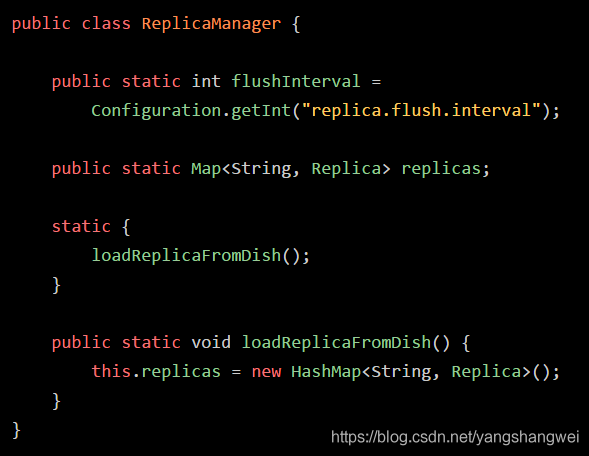 public class ReplicaManager {
public static int flushInterval =
Configuration.getInt("replica.flush.interval");
public static Map<String, Replica> replicas;
static {
loadReplicaFromDish();
}
public static void loadReplicaFromDish() {
this.replicas = new HashMap<String, Replica>();
}
}
https://blog.csdn.net/yangshangwei